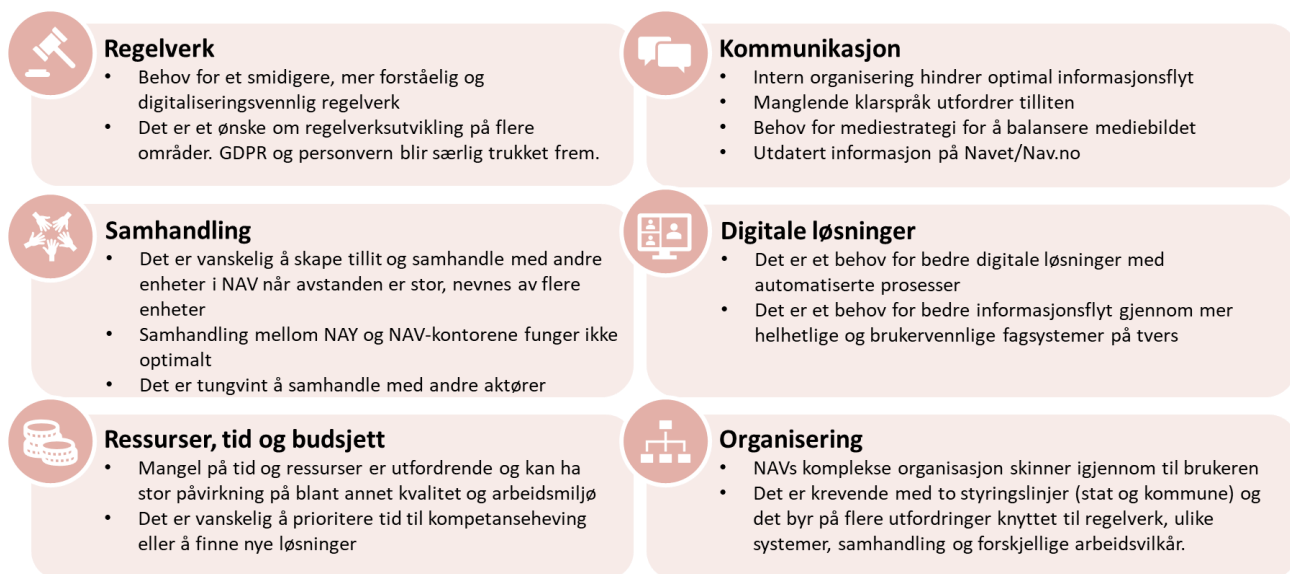 Regelverk
• Behov for et smidigere, mer forståelig og
digitaliseringsvennlig regelverk
• Det er et ønske om regelverksutvikling på flere
områder. GDPR og personvern blir særlig trukket frem.
Kommunikasjon
• Intern organisering hindrer optimal informasjonsflyt
• Manglende klarspråk utfordrer tilliten
• Behov for mediestrategi for å balansere mediebildet
• Utdatert informasjon på Navet/Nav.no
Samhandling
• Det er vanskelig å skape tillit og samhandle med andre
enheter i NAV når avstanden er stor, nevnes av flere
enheter
• Samhandling mellom NAY og NAV-kontorene funger ikke
optimalt
• Det er tungvint å samhandle med andre aktører
Digitale løsninger
• Det er et behov for bedre digitale løsninger med
automatiserte prosesser
• Det er et behov for bedre informasjonsflyt gjennom mer
helhetlige og brukervennlige fagsystemer på tvers
Ressurser, tid og budsjett
• Mangel på tid og ressurser er utfordrende og kan ha
stor påvirkning på blant annet kvalitet og arbeidsmiljø
• Det er vanskelig å prioritere tid til kompetanseheving
eller å finne nye løsninger
Organisering
• NAVs komplekse organisasjon skinner igjennom til brukeren
• Det er krevende med to styringslinjer (stat og kommune) og
det byr på flere utfordringer knyttet til regelverk, ulike
systemer, samhandling og forskjellige arbeidsvilkår.